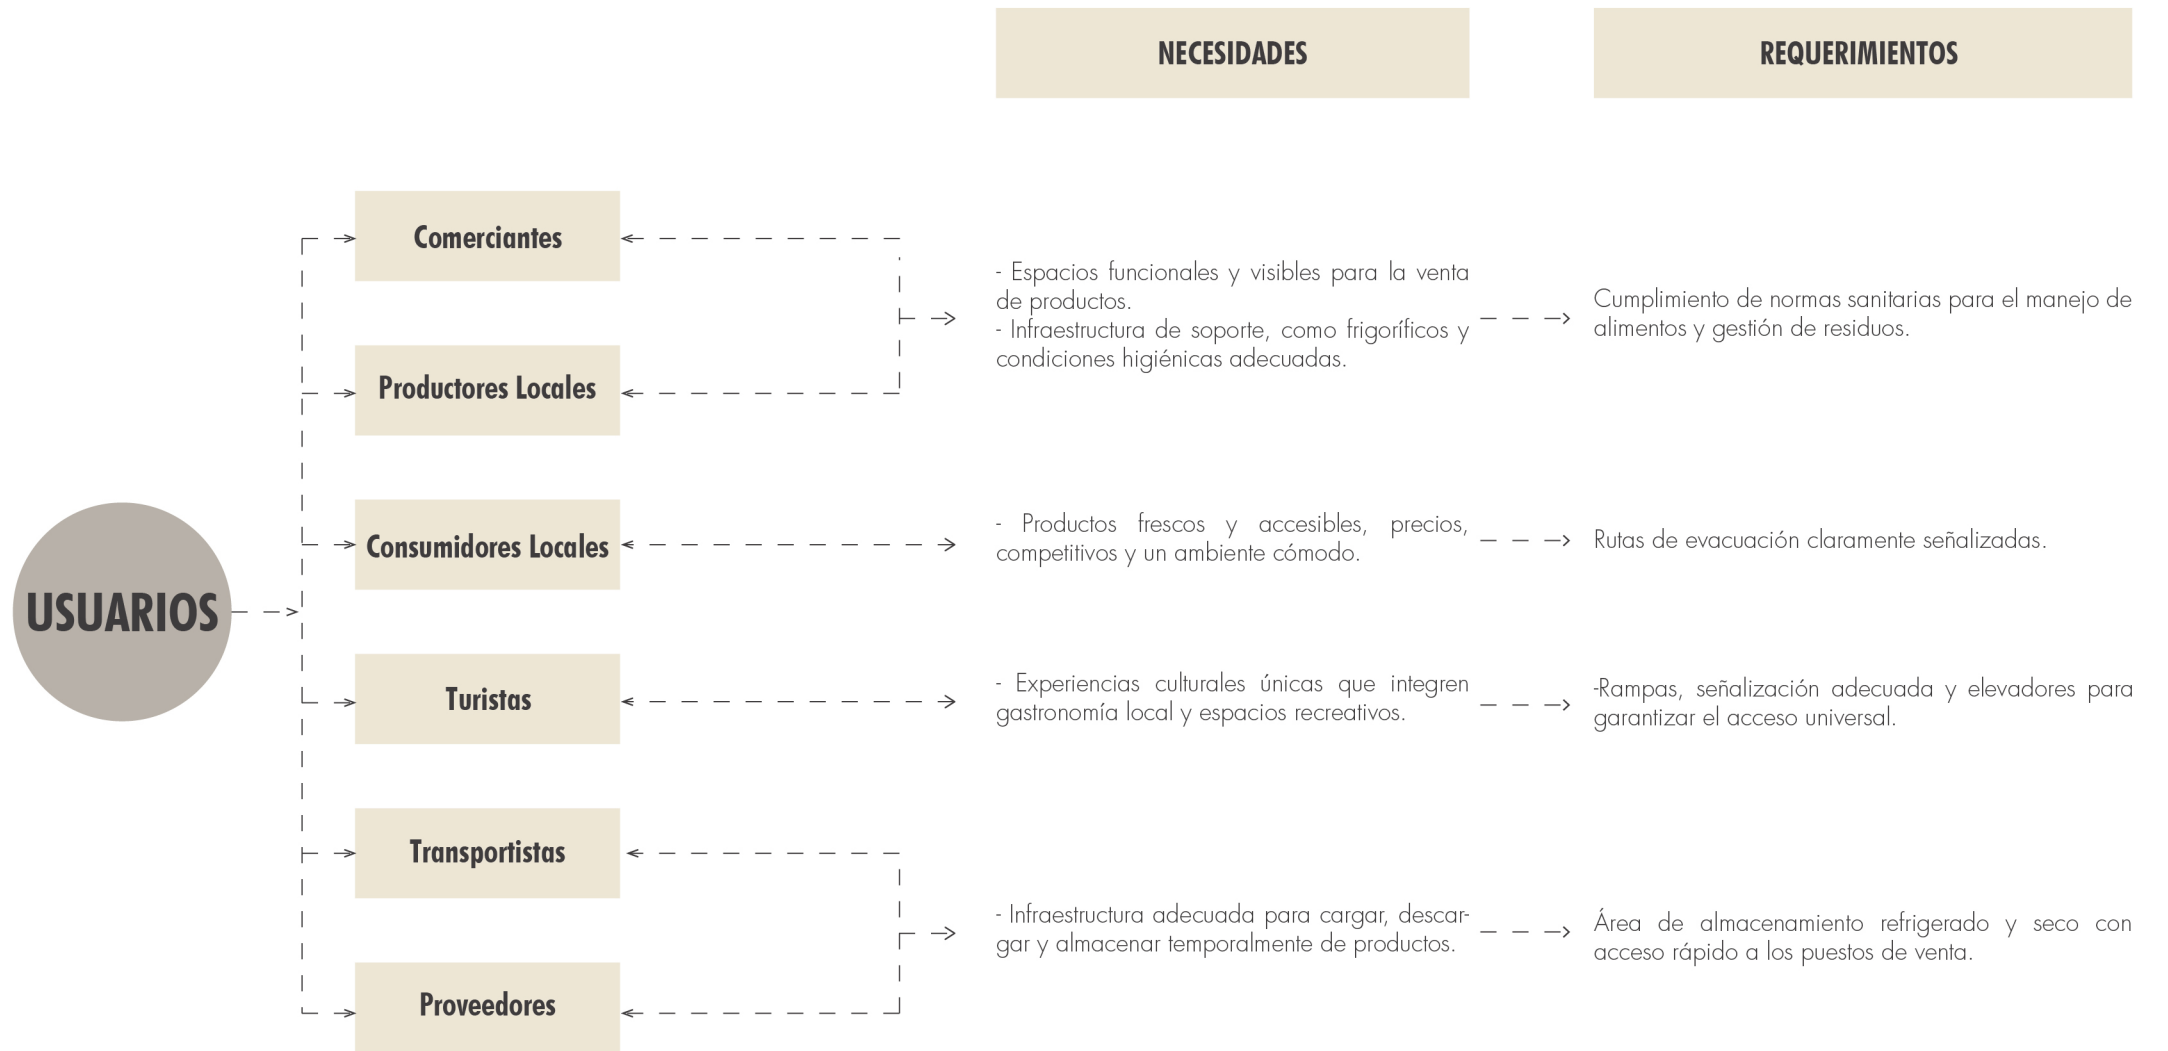 NECESIDADES
REQUERIMIENTOS
USUARIOS
Comerciantes
Productores Locales
- Espacios funcionales y visibles para la venta
de productos.
- Infraestructura de soporte, como frigoríficos y
condiciones higiénicas adecuadas.
Cumplimiento de normas sanitarias para el manejo de
alimentos y gestión de residuos.
Consumidores Locales
- Productos frescos y accesibles, precios,
competitivos y un ambiente cómodo.
Rutas de evacuación claramente señalizadas.
Turistas
- Experiencias culturales únicas que integren
gastronomía local y espacios recreativos.
-Rampas, señalización adecuada y elevadores para
garantizar el acceso universal.
Transportistas
Proveedores
- Infraestructura adecuada para cargar, descar-
gar y almacenar temporalmente de productos.
Área de almacenamiento refrigerado y seco con
acceso rápido a los puestos de venta.